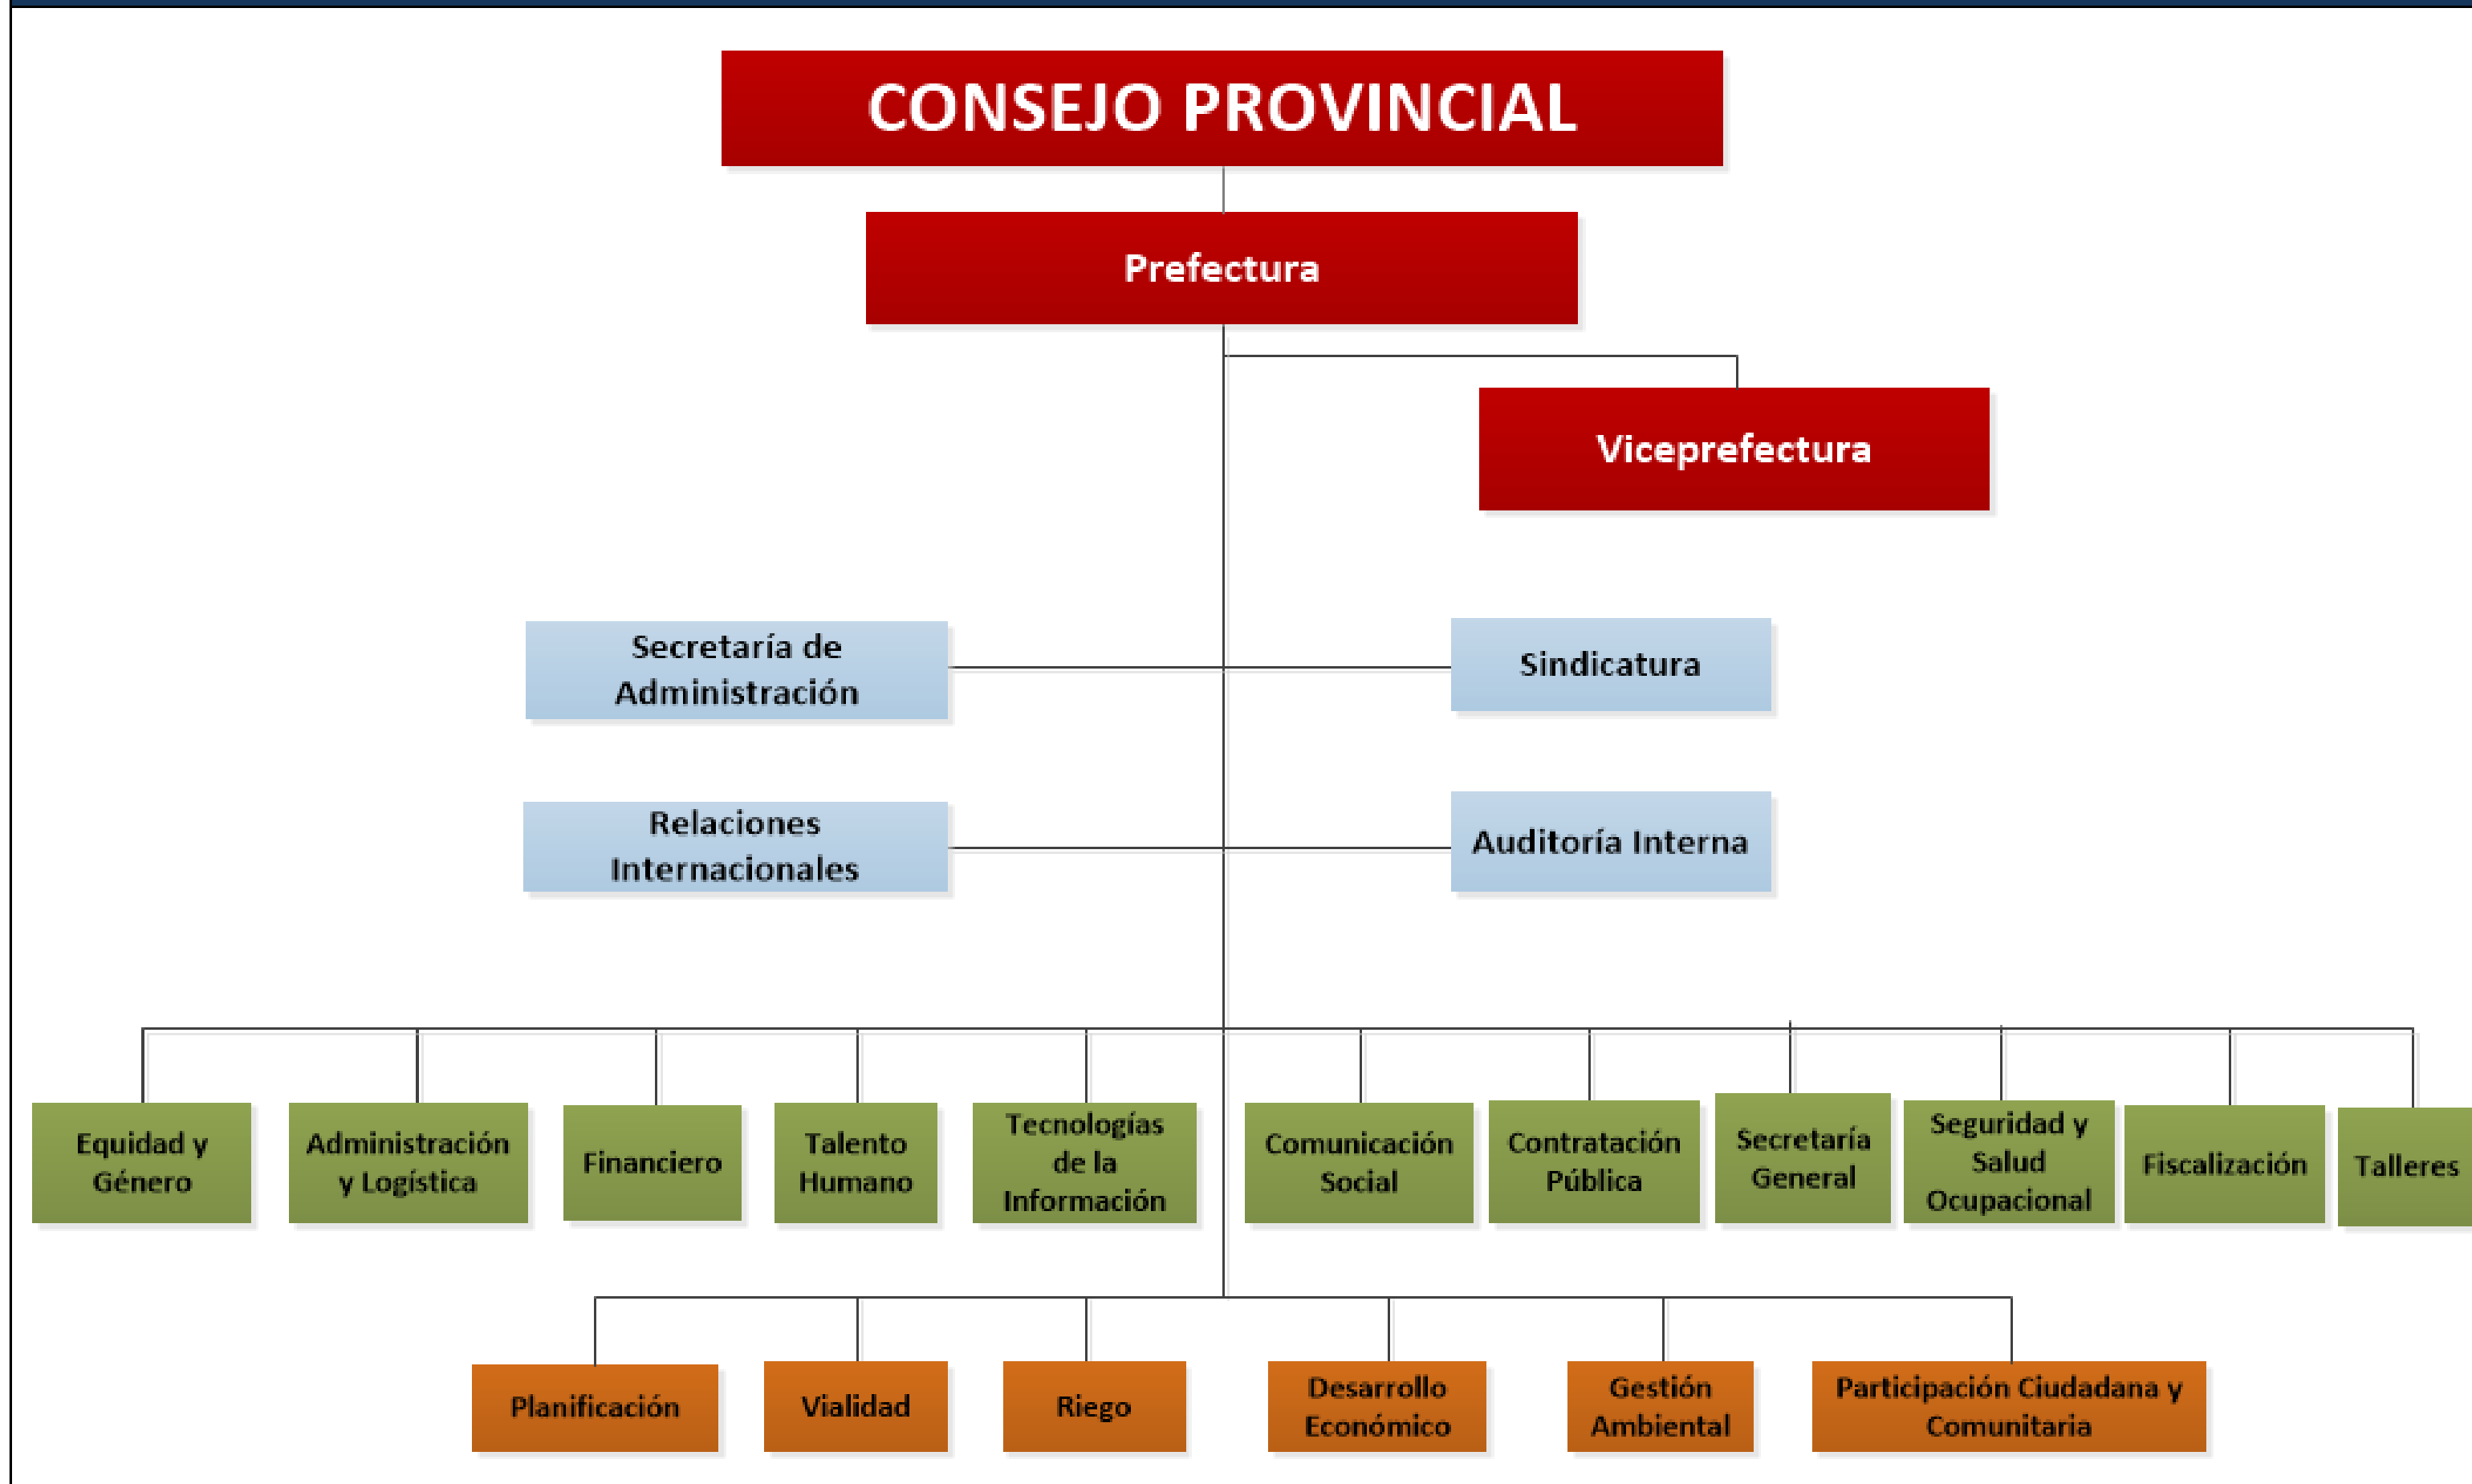 CONSEJO PROVINCIAL
Prefectura
Viceprefectura
Secretaría de
Administración
Sindicatura
Relaciones
Internacionales
Auditoría Interna
Equidad y
Género
Administración
y Logística
Financiero
Talento
Humano
Tecnologías
de la
Información
Comunicación
Social
Contratación
Pública
Secretaría
General
Seguridad y
Salud
Ocupacional
Fiscalización
Talleres
Planificación
Vialidad
Riego
Desarrollo
Económico
Gestión
Ambiental
Participación Ciudadana y
Comunitaria